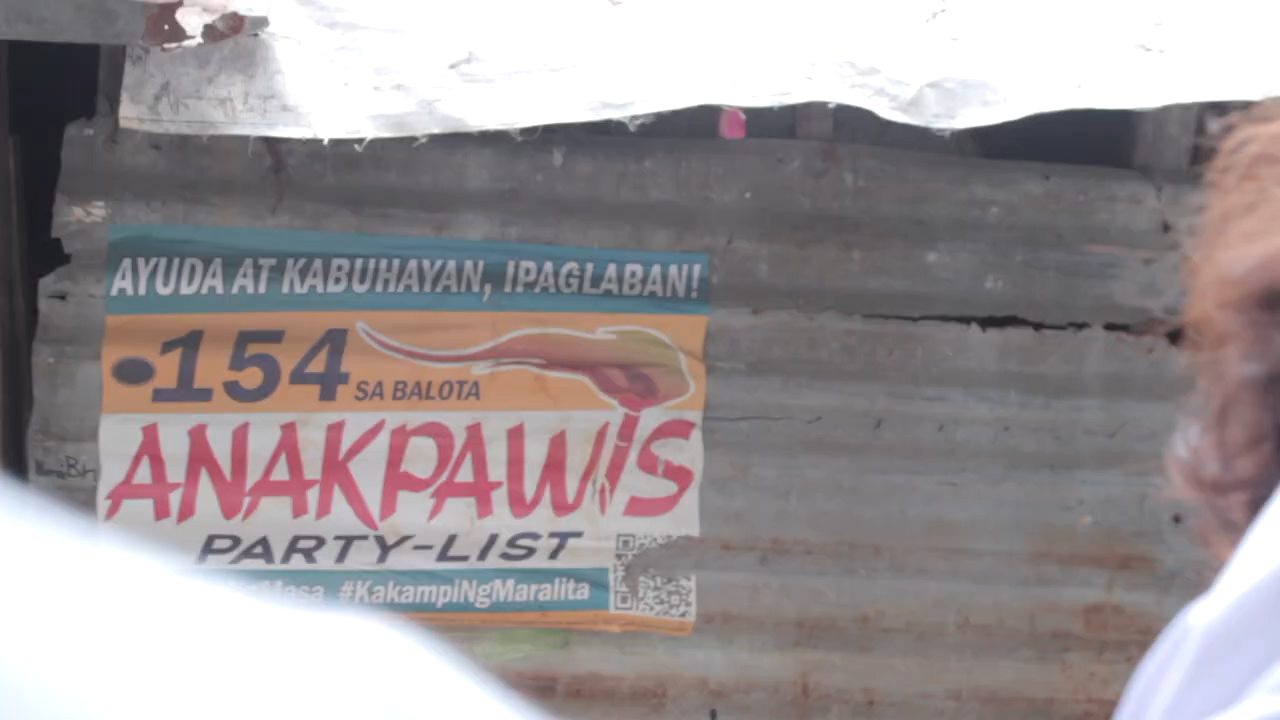 AYUDA AT KABUHAYAN, IPAGLABAN!
154 SA BALOTA
ANAKPAWIS
PARTY-LIST
#KakampiNgMaralita